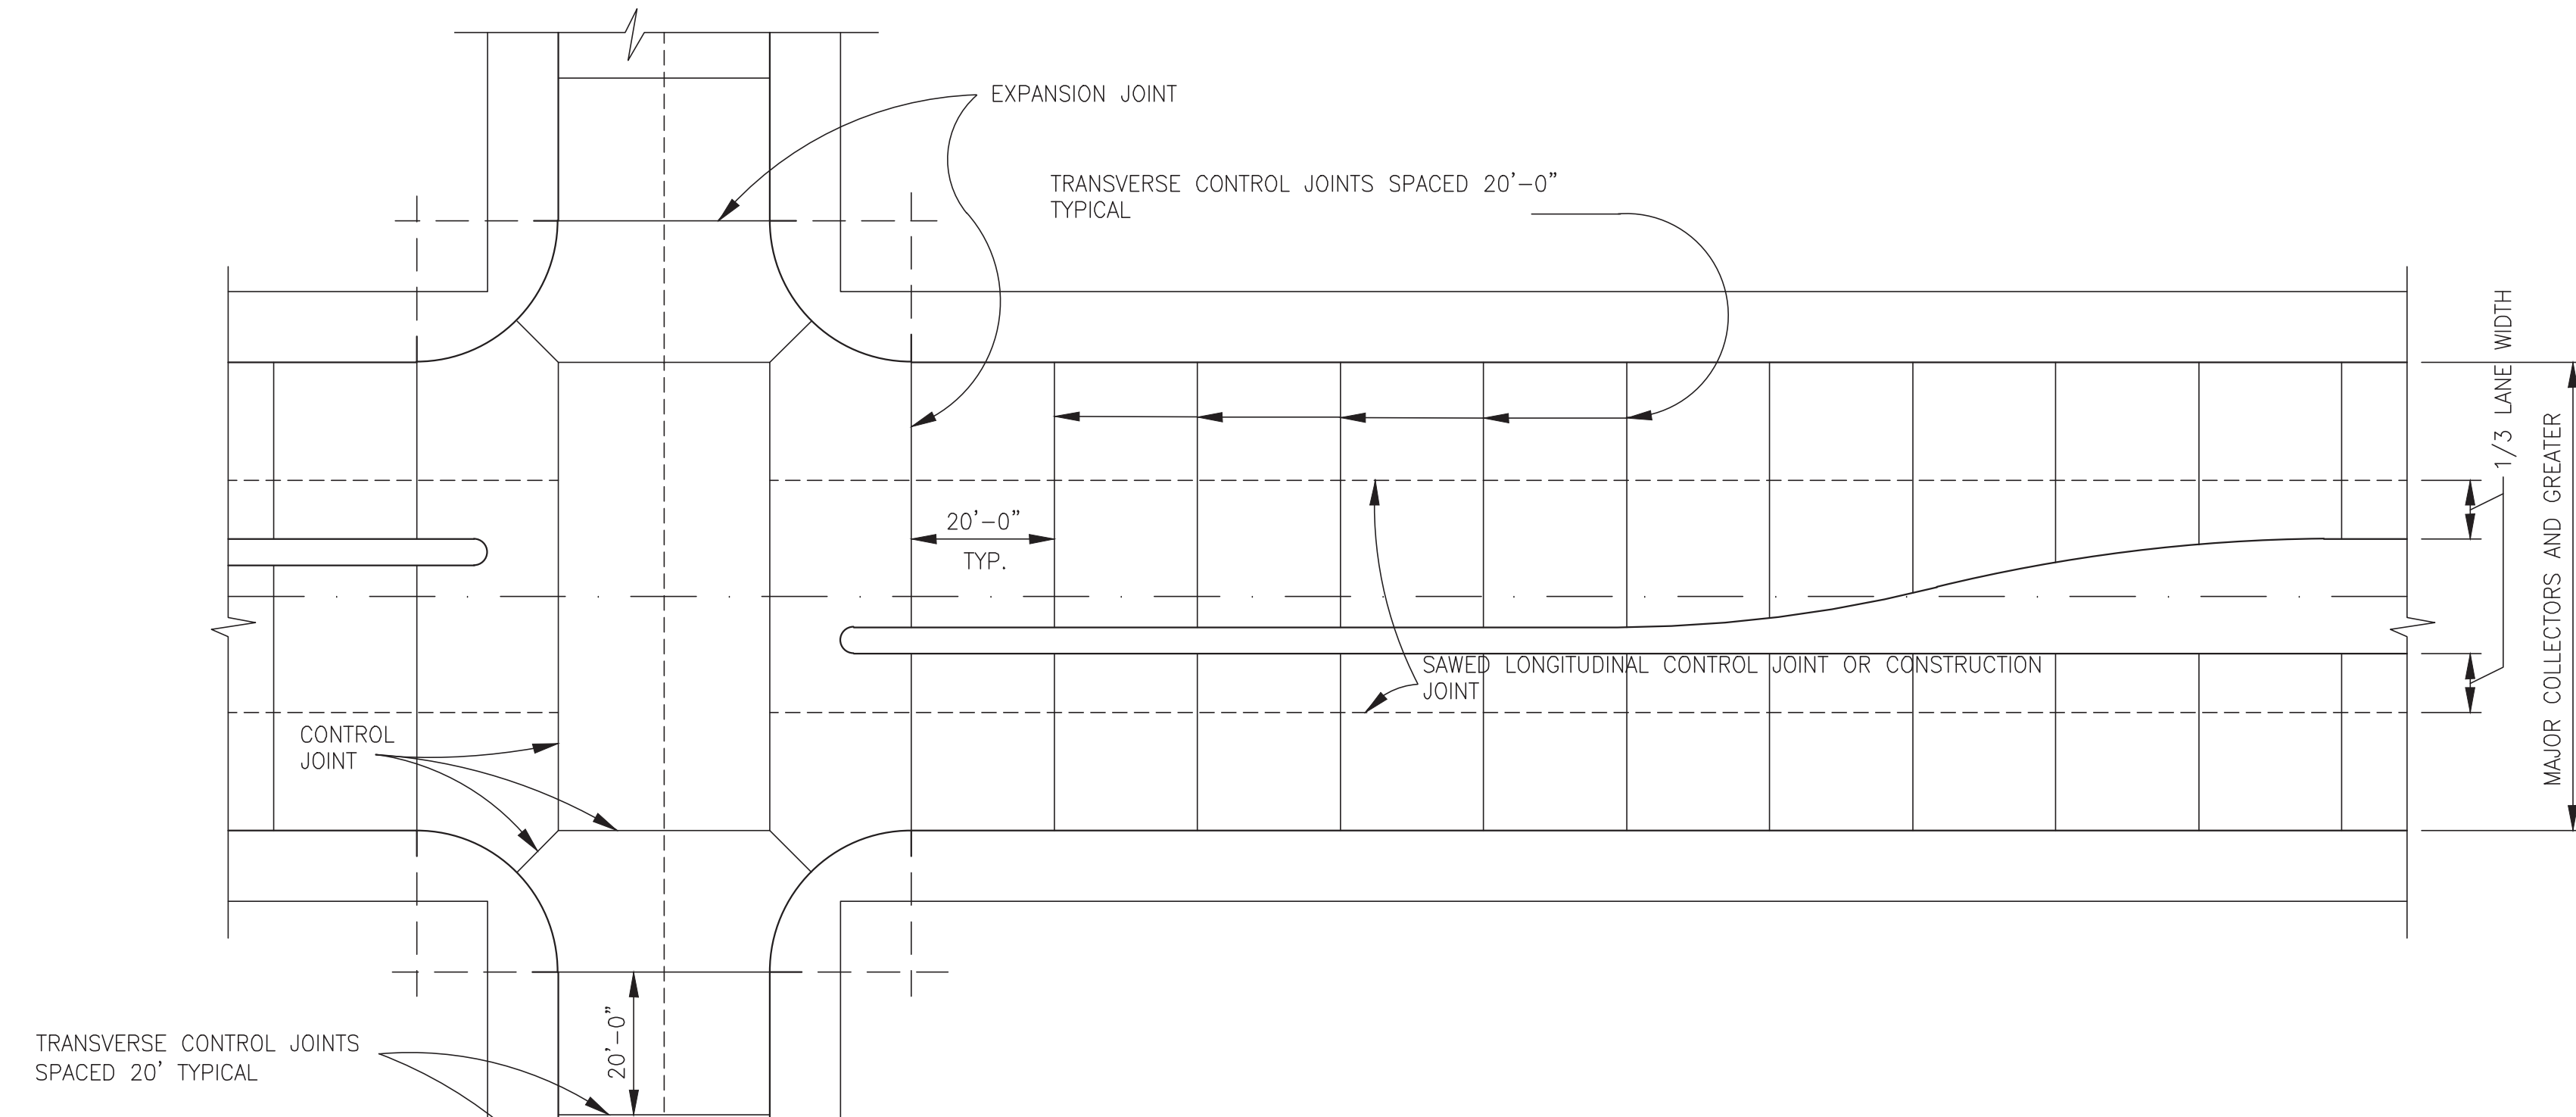 EXPANSION JOINT
TRANSVERSE CONTROL JOINTS SPACED 20'-0"
TYPICAL
1/3 LANE WIDTH
MAJOR COLLECTORS AND GREATER
20'-0"
TYP.
SAWED LONGITUDINAL CONTROL JOINT OR CONSTRUCTION
JOINT
CONTROL
JOINT
20'-0"
TRANSVERSE CONTROL JOINTS
SPACED 20' TYPICAL